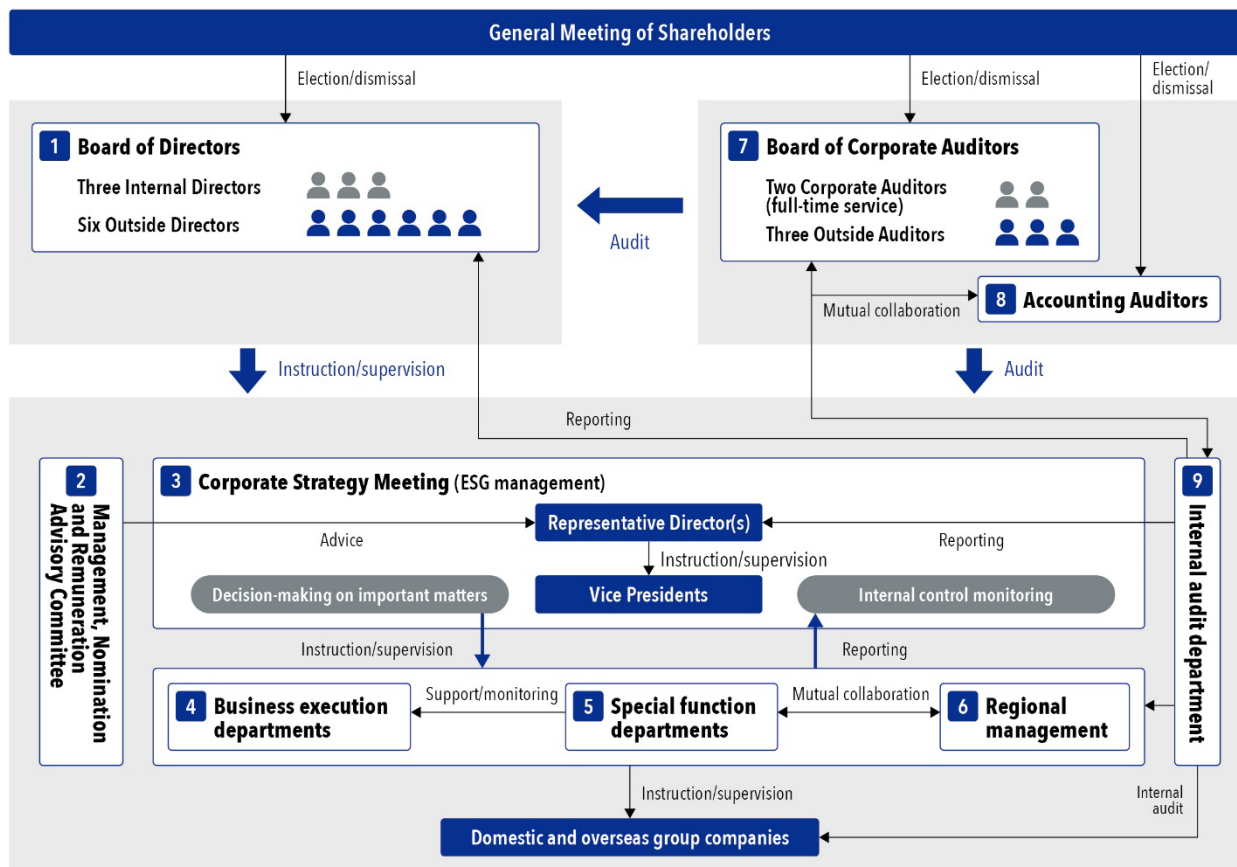 General Meeting of Shareholders
Election/dismissal
Election/dismissal
Election/
dismissal
1 Board of Directors
Three Internal Directors
Six Outside Directors
Audit
7 Board of Corporate Auditors
Two Corporate Auditors
(full-time service)
Three Outside Auditors
Mutual collaboration
8 Accounting Auditors
Instruction/supervision
Audit
Reporting
2
Management, Nomination
and Remuneration
Advisory Committee
3 Corporate Strategy Meeting (ESG management)
Representative Director(s)
Advice
Reporting
Instruction/supervision
Decision-making on important matters
Vice Presidents
Internal control monitoring
9
Internal audit department
Instruction/supervision
Reporting
4 Business execution
departments
Support/monitoring
5 Special function
departments
Mutual collaboration
6 Regional
management
Instruction/supervision
Internal
audit
Domestic and overseas group companies